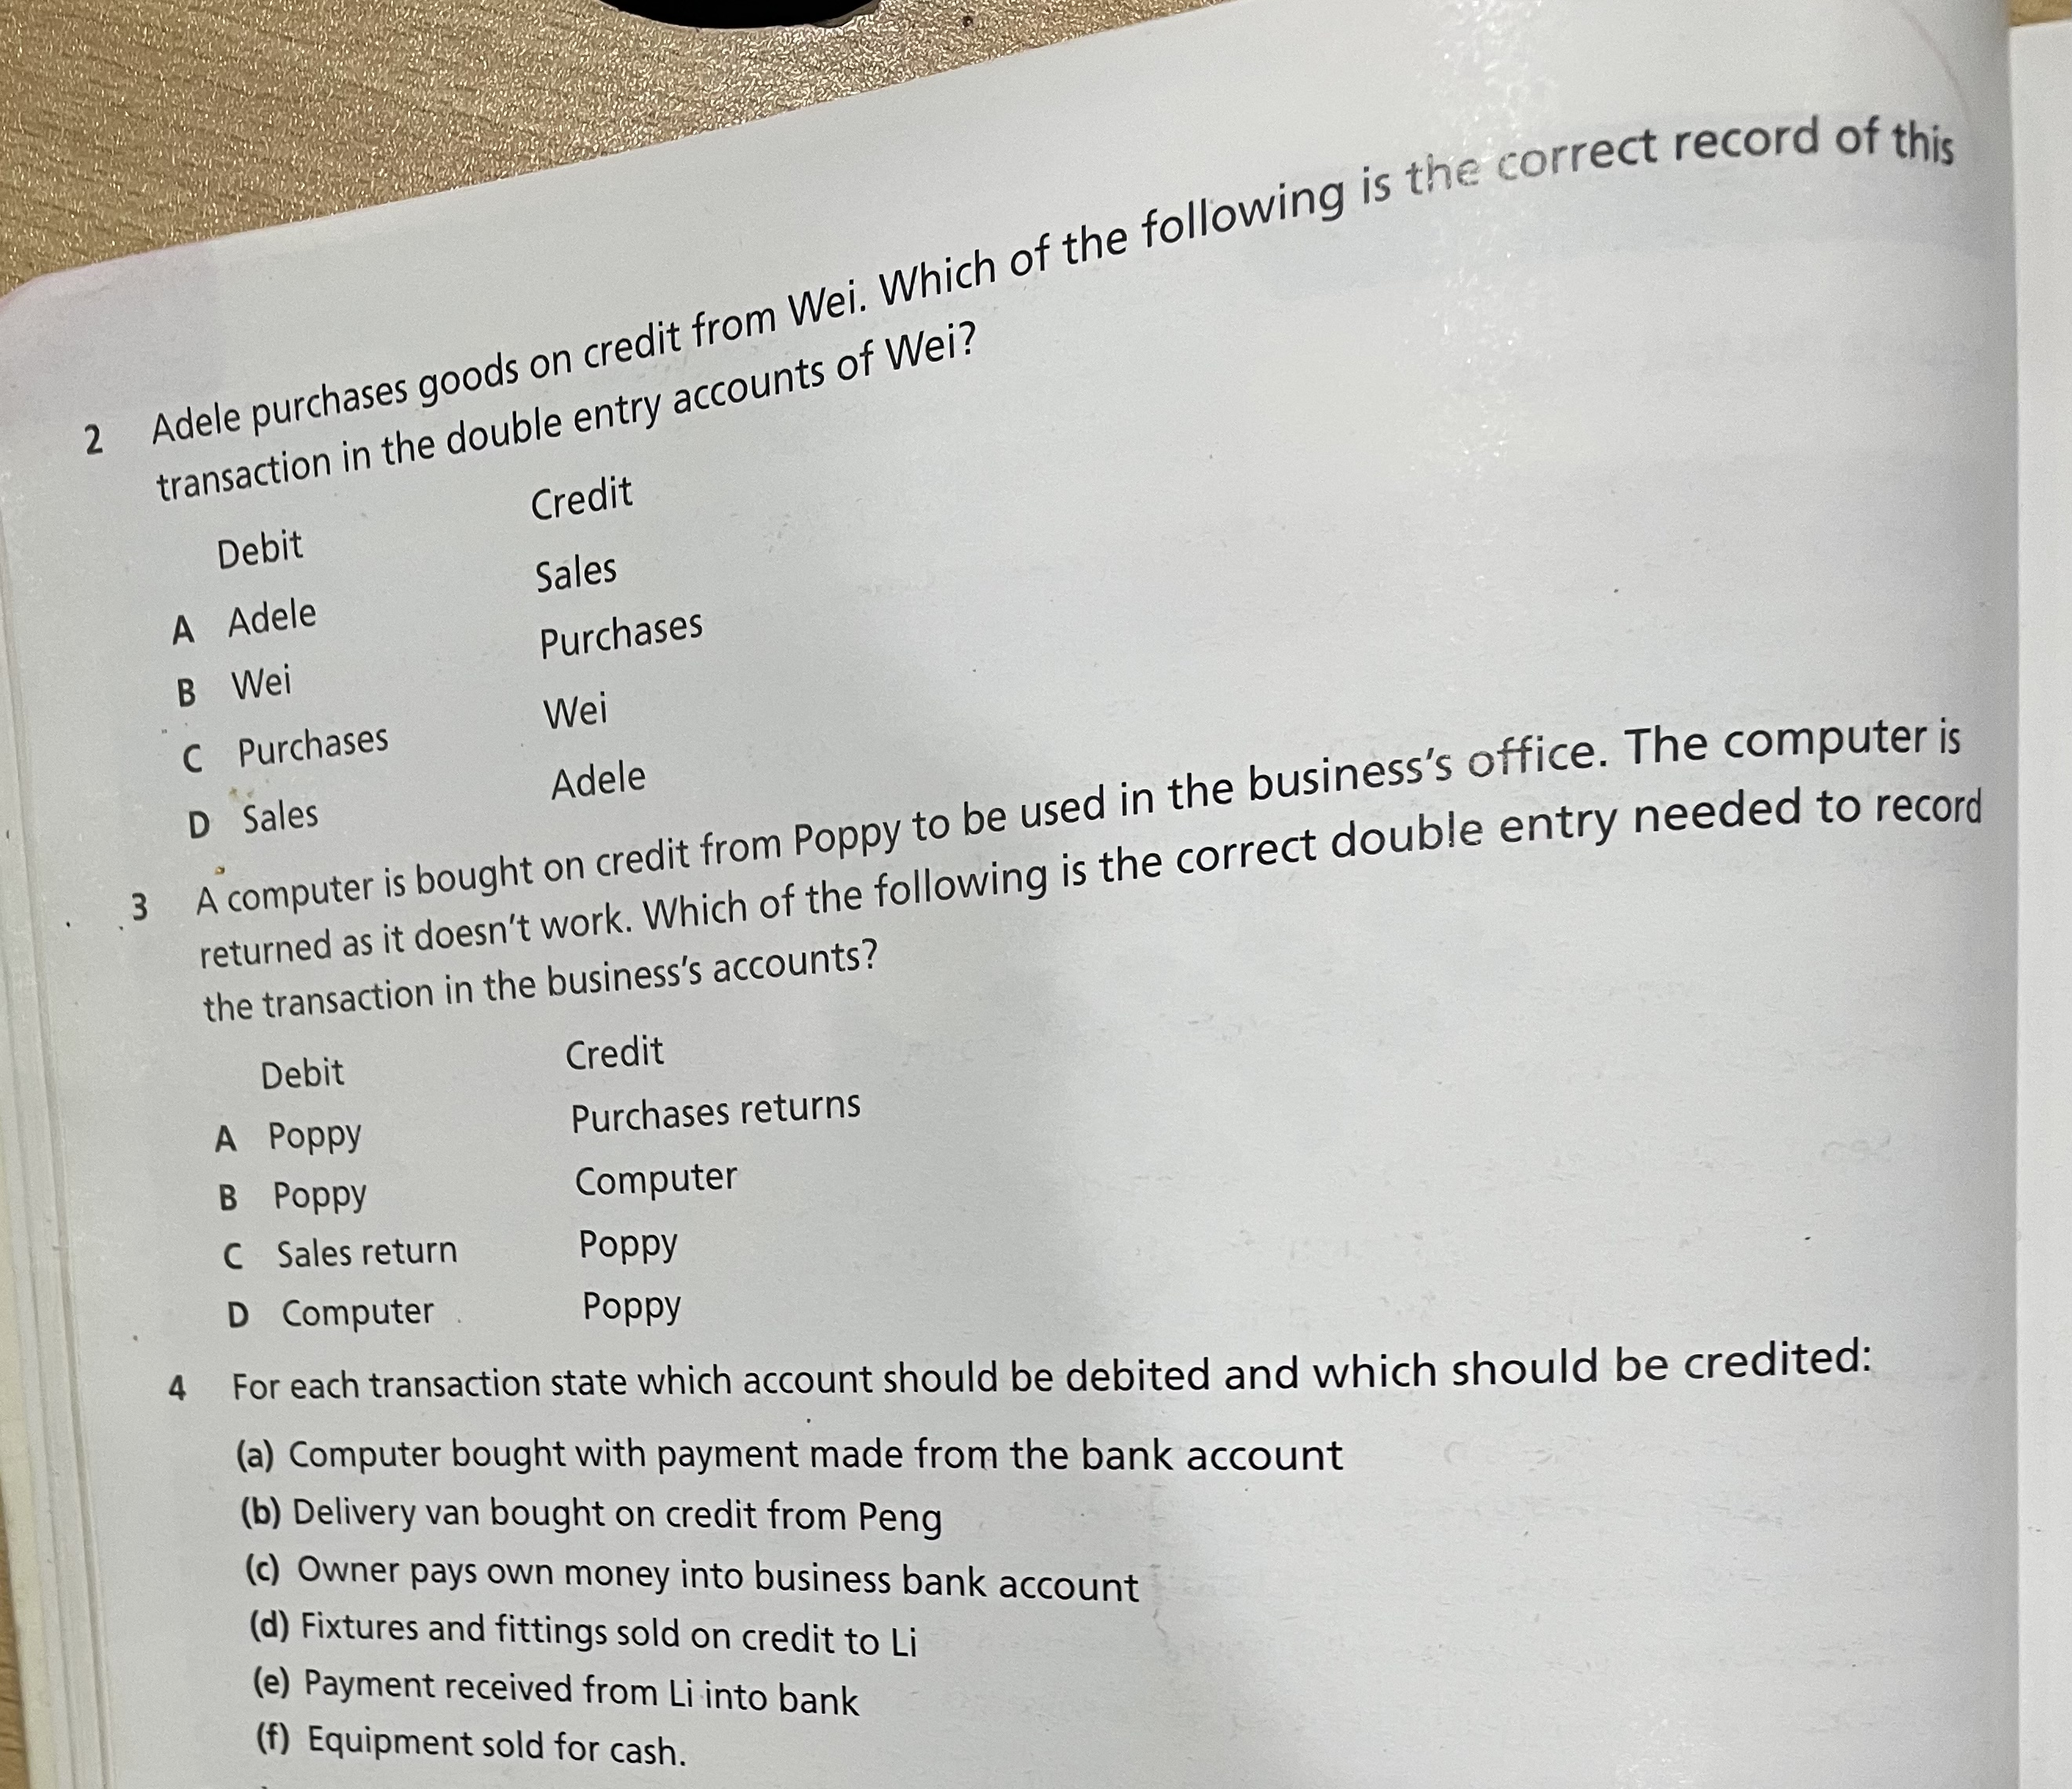 2 Adele purchases goods on credit from Wei. Which of the following is the correct record of this
transaction in the double entry accounts of Wei?
Debit Credit
A Adele Sales
B Wei Purchases
C Purchases Wei
D Sales Adele
3 A computer is bought on credit from Poppy to be used in the business's office. The computer is
returned as it doesn't work. Which of the following is the correct double entry needed to record
the transaction in the business's accounts?
Debit Credit
A Poppy Purchases returns
B Poppy Computer
C Sales return Poppy
D Computer Poppy
4 For each transaction state which account should be debited and which should be credited:
(a) Computer bought with payment made from the bank account
(b) Delivery van bought on credit from Peng
(c) Owner pays own money into business bank account
(d) Fixtures and fittings sold on credit to Li
(e) Payment received from Li into bank
(f) Equipment sold for cash.